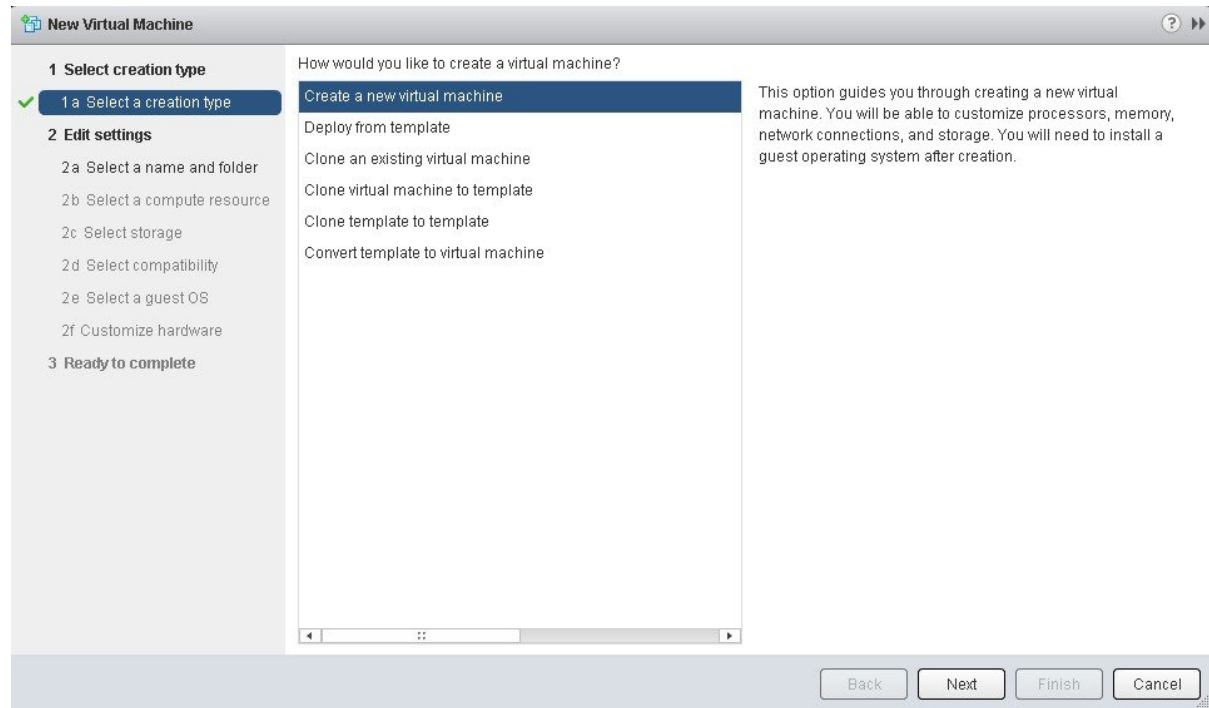 New Virtual Machine
?
1 Select creation type
1a Select a creation type
2 Edit settings
2a Select a name and folder
2b Select a compute resource
2c Select storage
2d Select compatibility
2e Select a guest OS
2f Customize hardware
3 Ready to complete
How would you like to create a virtual machine?
Create a new virtual machine
Deploy from template
Clone an existing virtual machine
Clone virtual machine to template
Clone template to template
Convert template to virtual machine
This option guides you through creating a new virtual
machine. You will be able to customize processors, memory,
network connections, and storage. You will need to install a
guest operating system after creation.
Back Next Finish Cancel